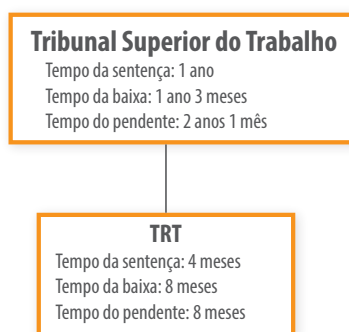 Tribunal Superior do Trabalho
Tempo da sentença: 1 ano
Tempo da baixa: 1 ano 3 meses
Tempo do pendente: 2 anos 1 mês
TRT
Tempo da sentença: 4 meses
Tempo da baixa: 8 meses
Tempo do pendente: 8 meses